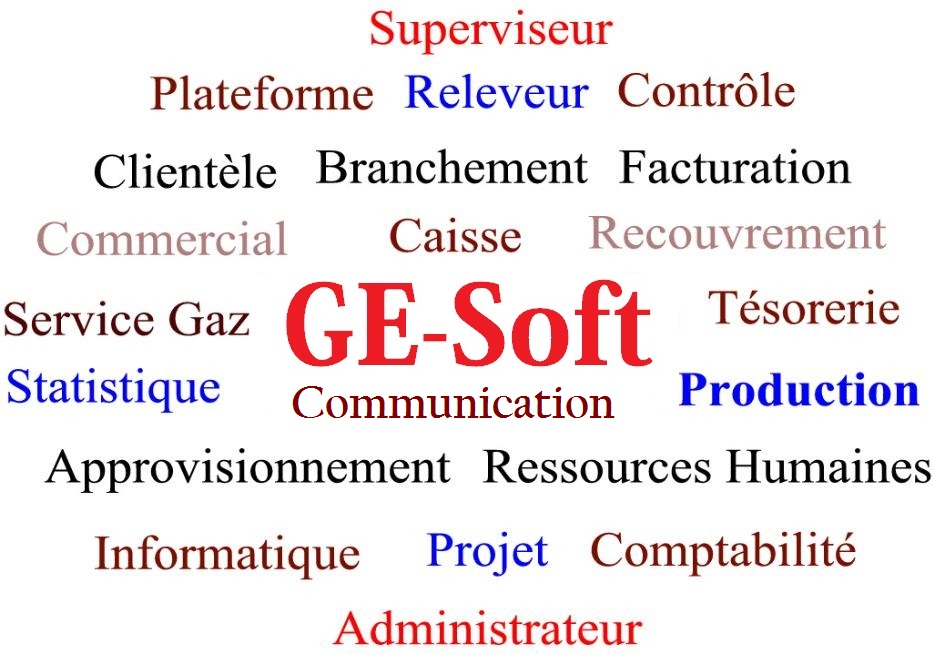 Superviseur
Plateforme Releveur Contrôle
Clientèle Branchement Facturation
Commercial Caisse Recouvrement
Service Gaz GE-Soft Tésorerie
Statistique Communication Production
Approvisionnement Ressources Humaines
Informatique Projet Comptabilité
Administrateur